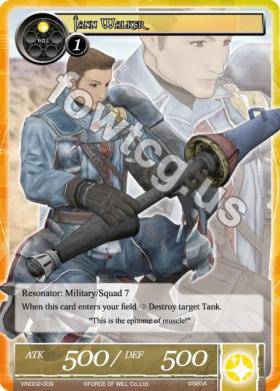 Jann Walker
WILL
1
fowtcg.us
Resonator: Military/Squad 7
When this card enters your field ⇨ Destroy target Tank.
"This is the epitome of muscle!"
ATK 500 / DEF 500
VIN002-009 ©FORCE OF WILL Co.,Ltd. ©SEGA